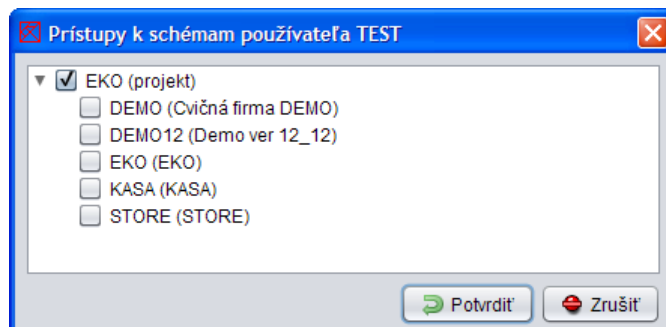 Prístupy k schémam používateľa TEST
EKO (projekt)
DEMO (Cvičná firma DEMO)
DEMO12 (Demo ver 12_12)
EKO (EKO)
KASA (KASA)
STORE (STORE)
Potvrdiť Zrušiť